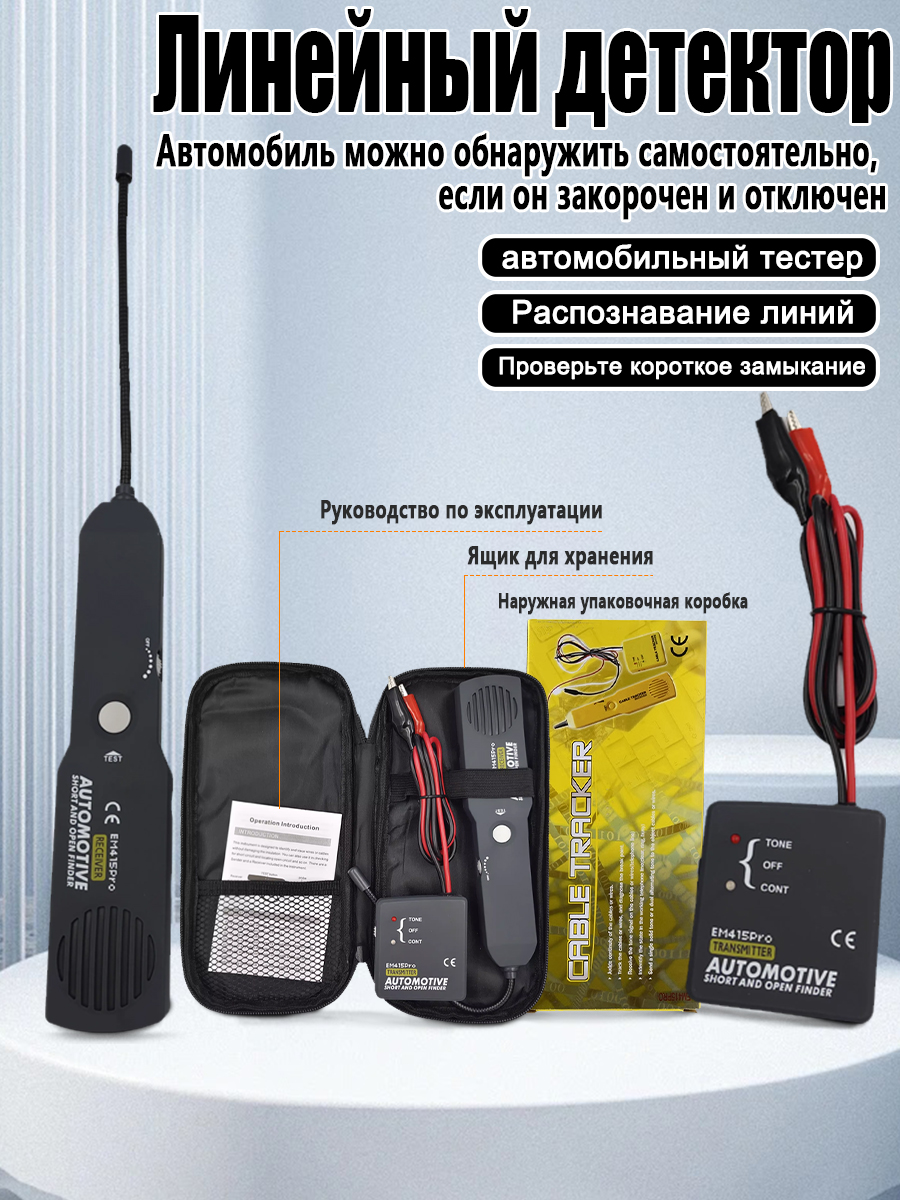 Линейный детектор
Автомобиль можно обнаружить самостоятельно,
если он закорочен и отключен
автомобильный тестер
Распознавание линий
Проверьте короткое замыкание
Руководство по эксплуатации
Ящик для хранения
Наружная упаковочная коробка
OFF
TEST
CE
EM415Pro
RECEIVER
AUTOMOTIVE
SHORT AND OPEN FINDER
Operation Introduction
INTRODUCTION
TONE
OFF
CONT
EM415Pro
TRANSMITTER
AUTOMOTIVE
SHORT AND OPEN FINDER
EM415Pro
CE
CABLE TRACKER
TONE
OFF
CONT
EM415Pro
CE
TRANSMITTER
AUTOMOTIVE
SHORT AND OPEN FINDER